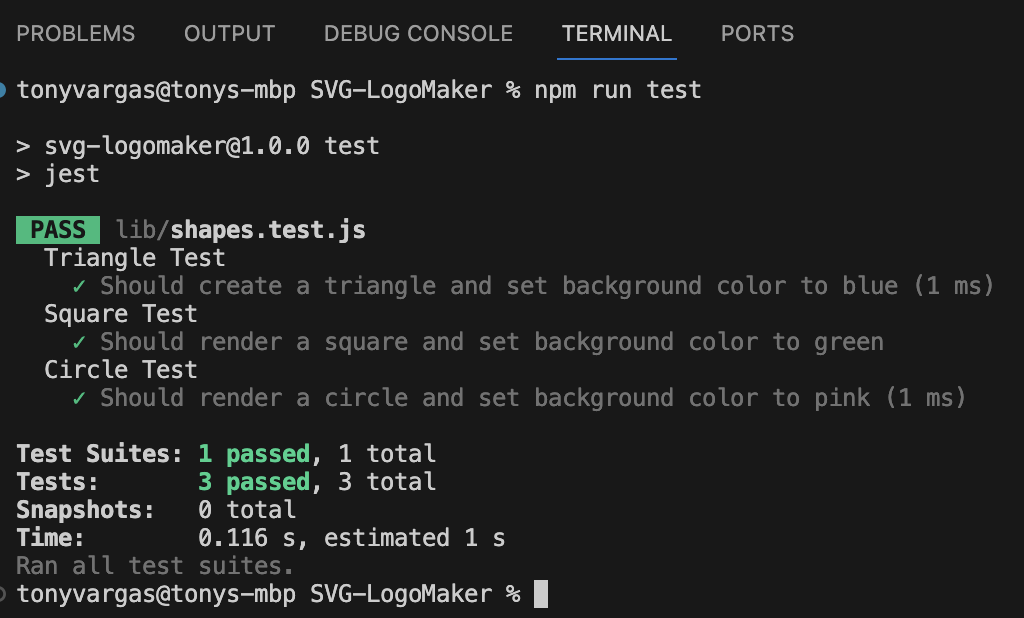 PROBLEMS OUTPUT DEBUG CONSOLE TERMINAL PORTS
tonyvargas@tonys-mbp SVG-LogoMaker % npm run test
> svg-logomaker@1.0.0 test
> jest
PASS lib/shapes.test.js
Triangle Test
✓ Should create a triangle and set background color to blue (1 ms)
Square Test
✓ Should render a square and set background color to green
Circle Test
✓ Should render a circle and set background color to pink (1 ms)
Test Suites: 1 passed, 1 total
Tests: 3 passed, 3 total
Snapshots: 0 total
Time: 0.116 s, estimated 1 s
Ran all test suites.
tonyvargas@tonys-mbp SVG-LogoMaker %